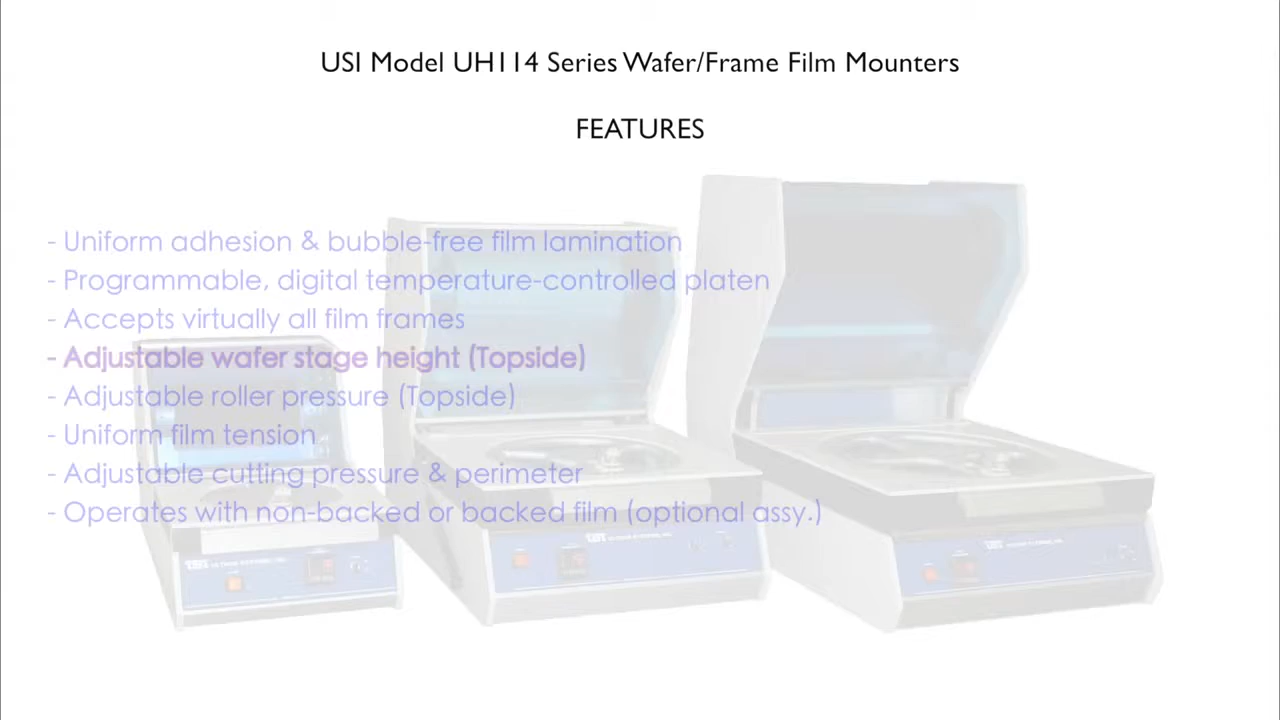 USI Model UH114 Series Wafer/Frame Film Mounters
FEATURES
- Uniform adhesion & bubble-free film lamination
- Programmable, digital temperature-controlled platen
- Accepts virtually all film frames
- Adjustable wafer stage height (Topside)
- Adjustable roller pressure (Topside)
- Uniform film tension
- Adjustable cutting pressure & perimeter
- Operates with non-backed or backed film (optional assy.)